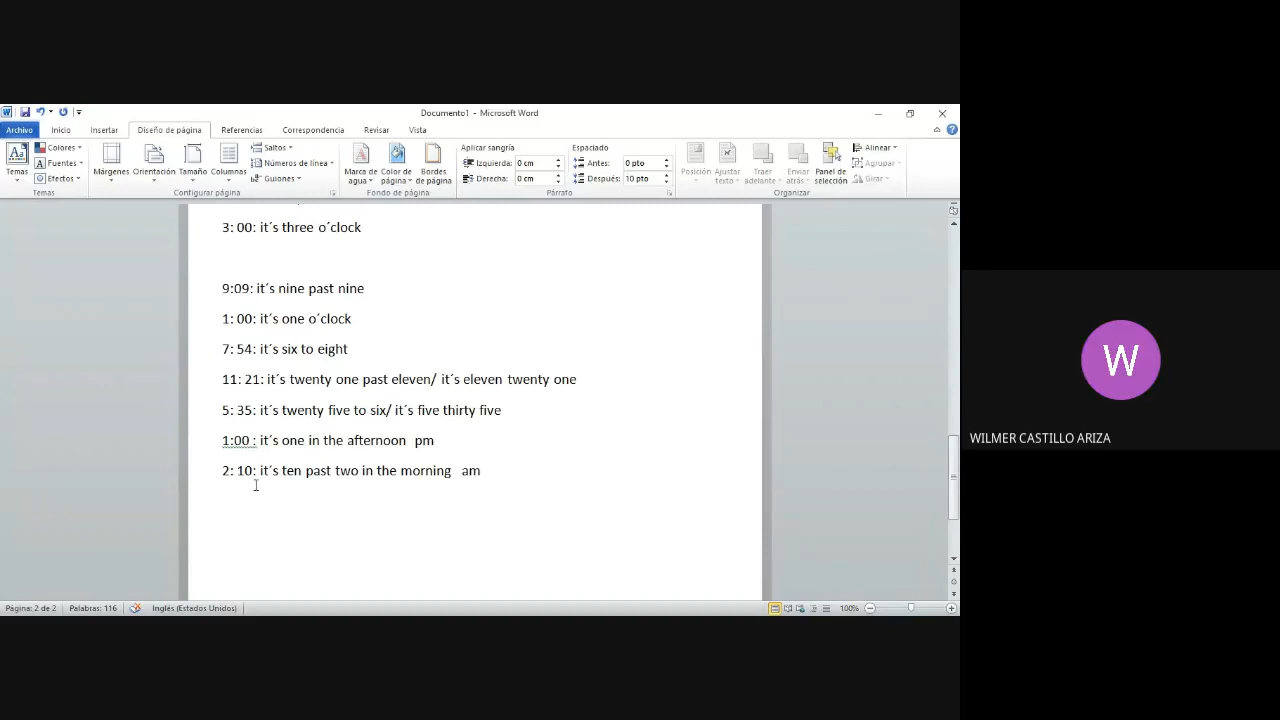 Documento1 - Microsoft Word
Archivo Inicio Insertar Diseño de página Referencias Correspondencia Revisar Vista
Temas Colores Fuentes Efectos Márgenes Orientación Tamaño Columnas Saltos Números de línea Guiones Marca de agua Color de página Bordes de página Aplicar sangría Izquierda: 0 cm Derecha: 0 cm Espaciado Antes: 0 pto Después: 10 pto Posición Ajustar texto Traer adelante Enviar atrás Panel de selección Alinear Agrupar Girar
Temas Configurar página Fondo de página Párrafo Organizar
3: 00: it´s three o´clock
9:09: it´s nine past nine
1: 00: it´s one o´clock
7: 54: it´s six to eight
11: 21: it´s twenty one past eleven/ it´s eleven twenty one
5: 35: it´s twenty five to six/ it´s five thirty five
1:00 : it´s one in the afternoon pm
2: 10: it´s ten past two in the morning am
Página: 2 de 2 Palabras: 116 Inglés (Estados Unidos) 100%
W
WILMER CASTILLO ARIZA